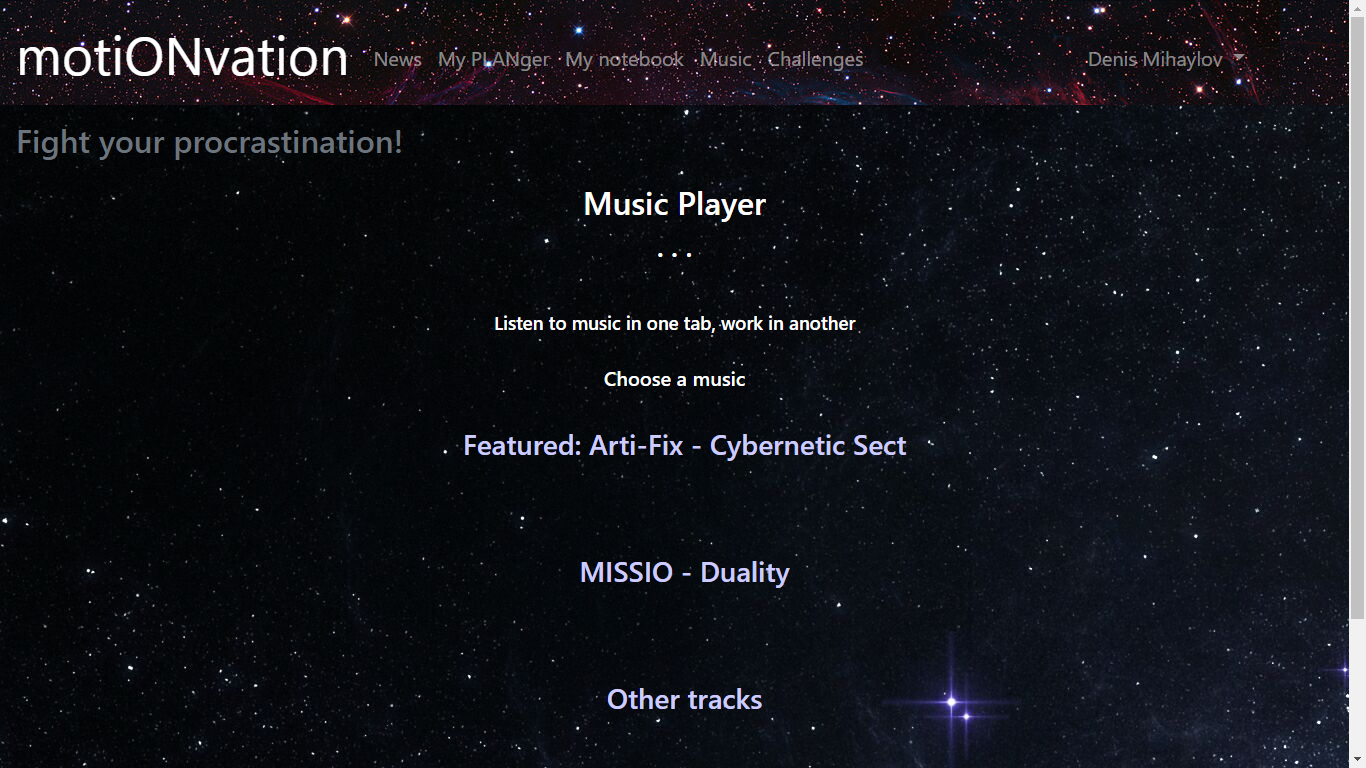 motiONvation News My PLANger My notebook Music Challenges Denis Mihaylov
Fight your procrastination!
Music Player
. . .
Listen to music in one tab, work in another
Choose a music
Featured: Arti-Fix - Cybernetic Sect
MISSIO - Duality
Other tracks